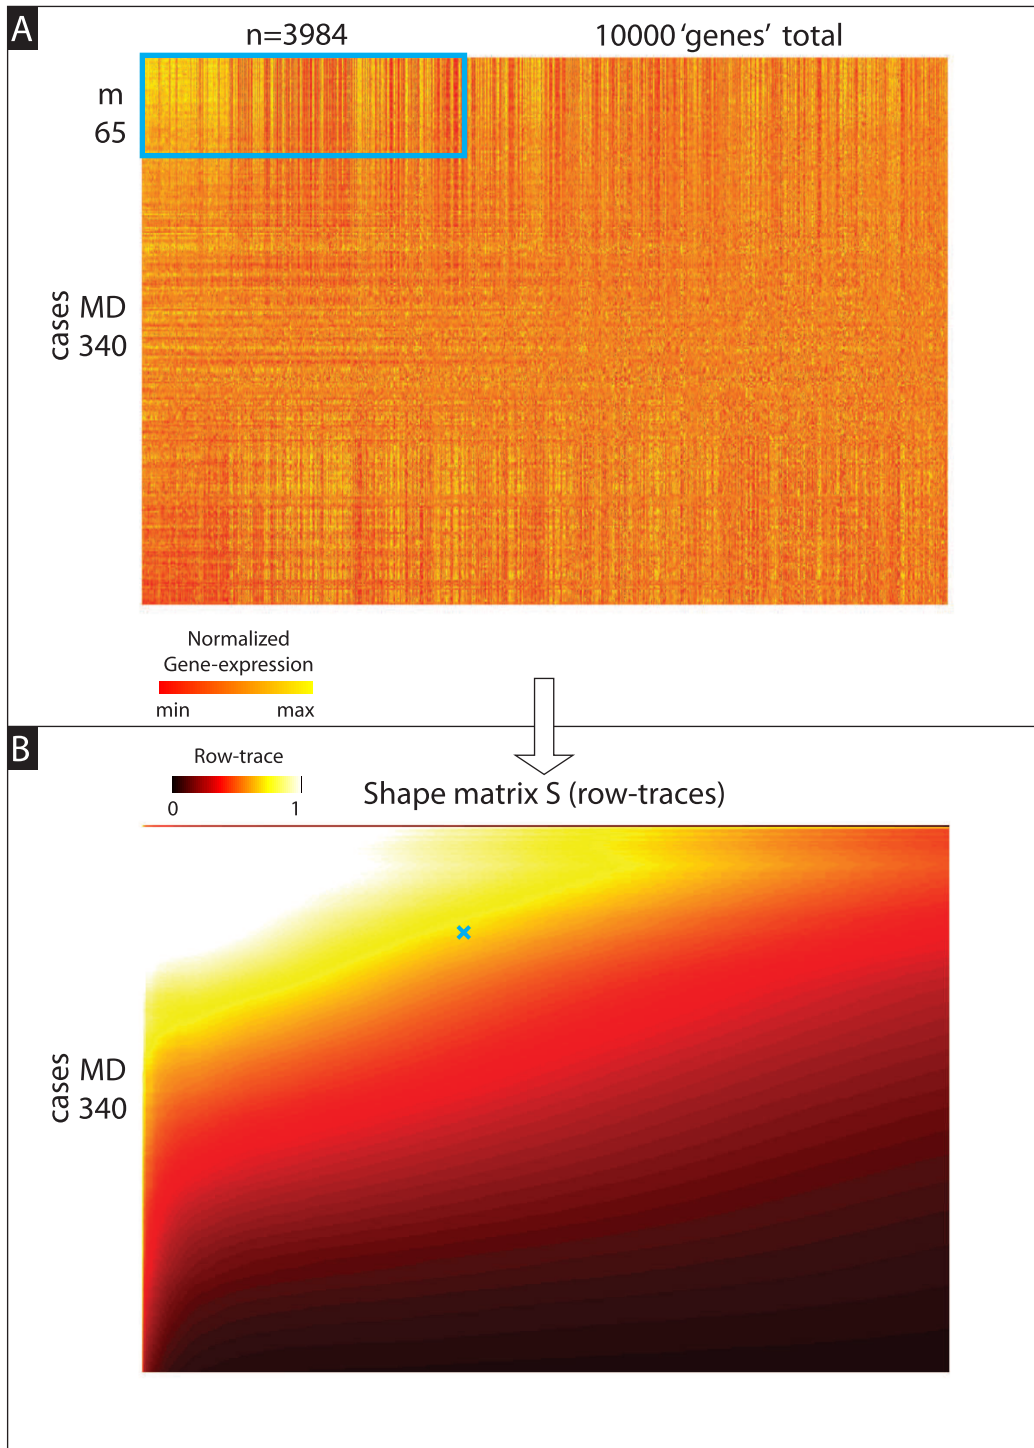 A
n=3984
10000 ‘genes’ total
m
65
cases
MD
340
Normalized
Gene-expression
min
max
B
Row-trace
0
1
Shape matrix S (row-traces)
cases
MD
340